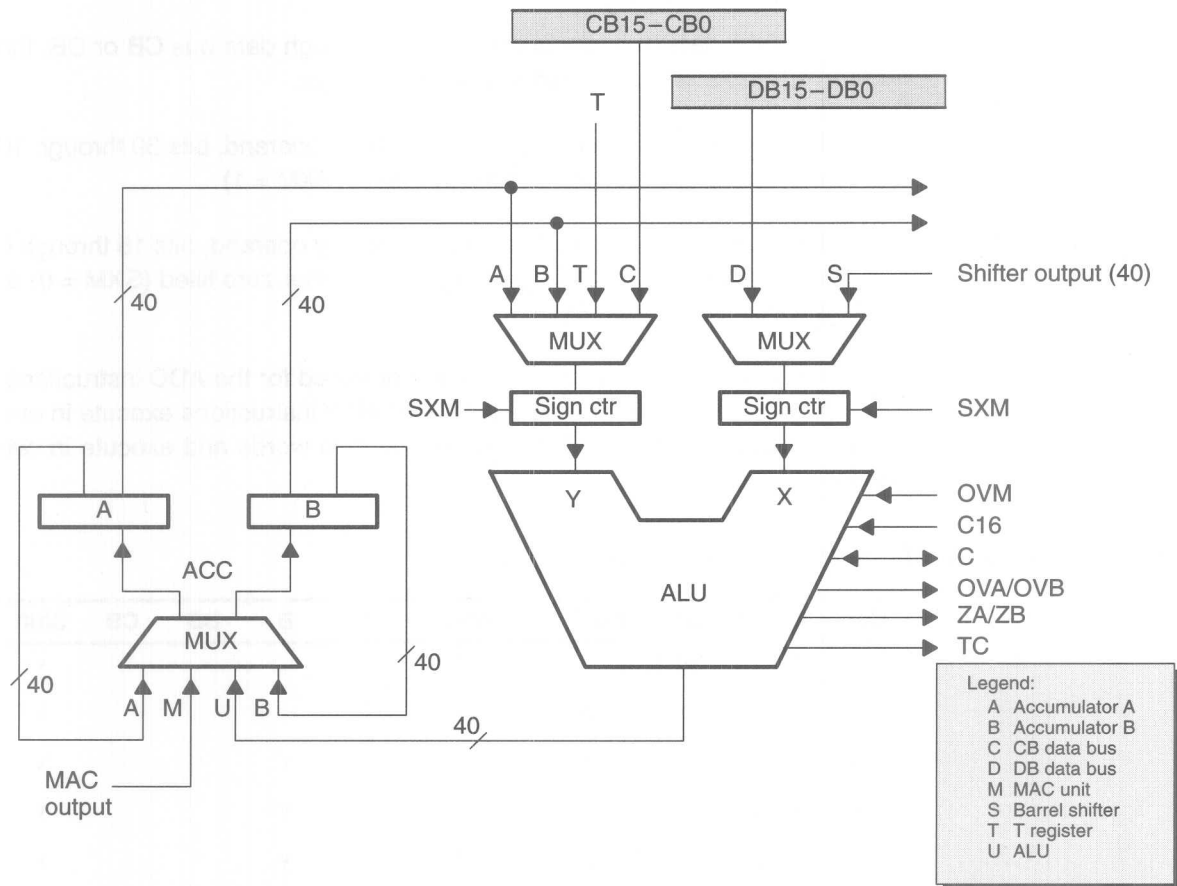 CB15–CB0
DB15–DB0
T
40
40
A B T C
D S
Shifter output (40)
MUX
MUX
SXM
Sign ctr
Sign ctr
SXM
Y
X
OVM
C16
C
OVA/OVB
ZA/ZB
TC
ALU
A
B
ACC
MUX
40
40
A M U B
40
MAC
output
Legend:
A Accumulator A
B Accumulator B
C CB data bus
D DB data bus
M MAC unit
S Barrel shifter
T T register
U ALU